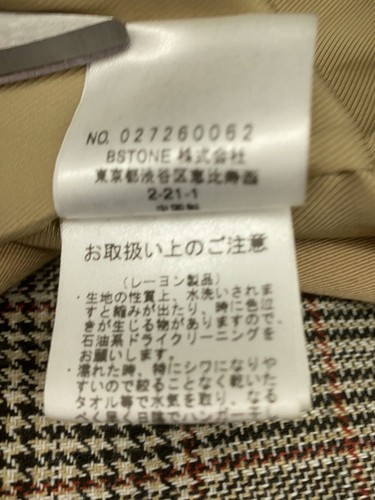 NO. 027260062
BSTONE 株式会社
東京都渋谷区恵比寿西
2-21-1
中国製
お取扱い上のご注意
(レーヨン製品)
・生地の性質上、水洗いされま
すと縮みが出たり、時に色泣
きが生じる物がありますので、
石油系ドライクリーニングを
お願いします。
・濡れた時、特にシワになりや
すいので絞ることなく乾いた
タオル等で水気を取り、なる
べく早く日陰でハンガー干し